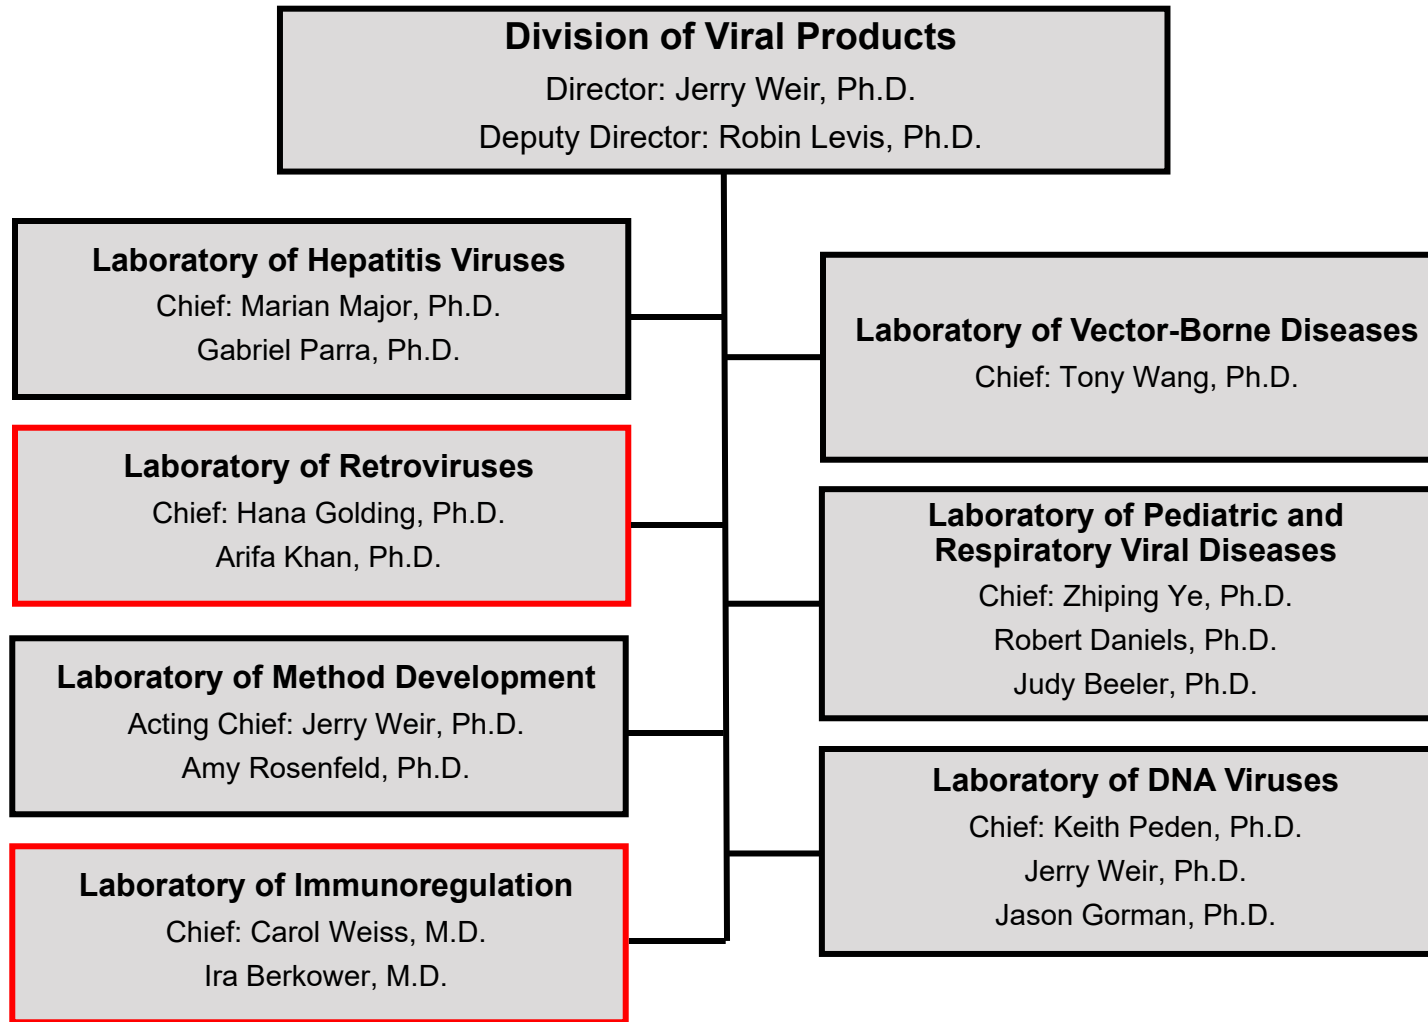 Division of Viral Products
Director: Jerry Weir, Ph.D.
Deputy Director: Robin Levis, Ph.D.
Laboratory of Hepatitis Viruses
Chief: Marian Major, Ph.D.
Gabriel Parra, Ph.D.
Laboratory of Retroviruses
Chief: Hana Golding, Ph.D.
Arifa Khan, Ph.D.
Laboratory of Method Development
Acting Chief: Jerry Weir, Ph.D.
Amy Rosenfeld, Ph.D.
Laboratory of Immunoregulation
Chief: Carol Weiss, M.D.
Ira Berkower, M.D.
Laboratory of Vector-Borne Diseases
Chief: Tony Wang, Ph.D.
Laboratory of Pediatric and
Respiratory Viral Diseases
Chief: Zhiping Ye, Ph.D.
Robert Daniels, Ph.D.
Judy Beeler, Ph.D.
Laboratory of DNA Viruses
Chief: Keith Peden, Ph.D.
Jerry Weir, Ph.D.
Jason Gorman, Ph.D.